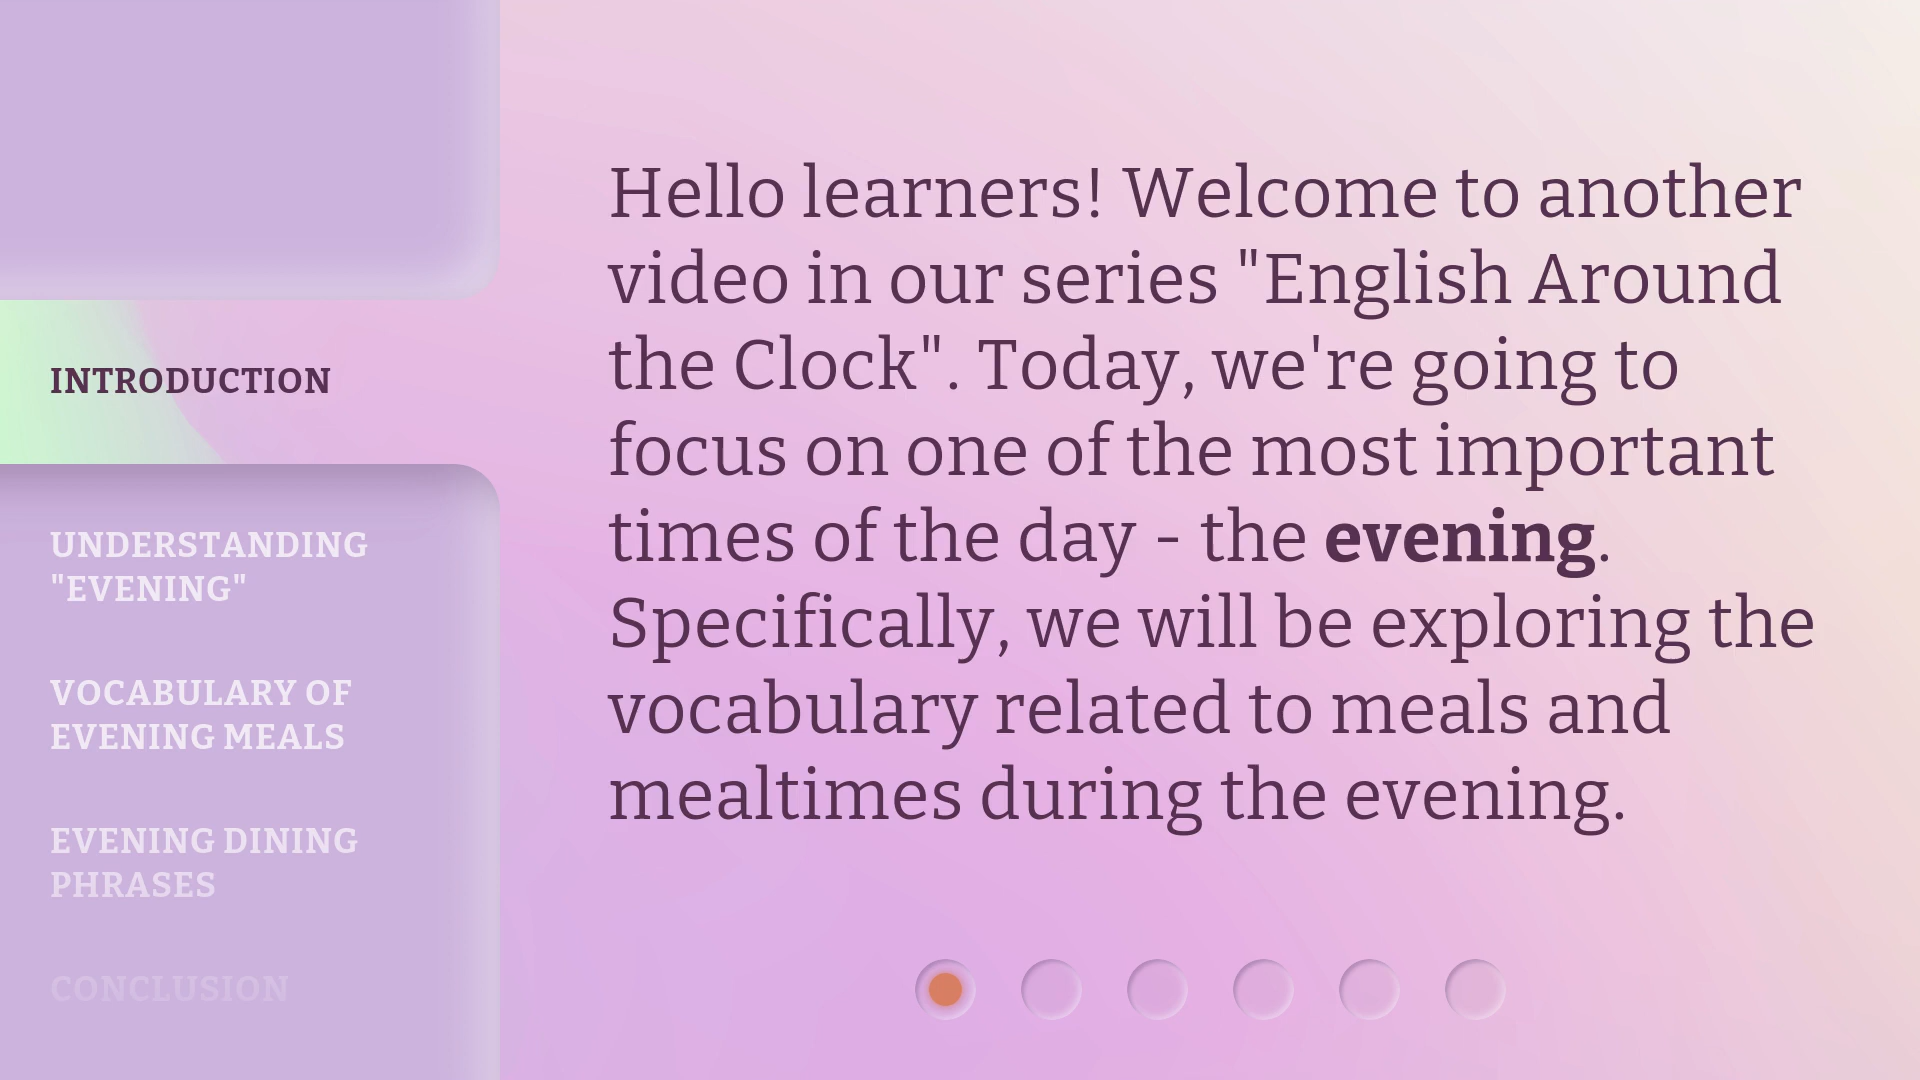 INTRODUCTION
UNDERSTANDING
"EVENING"
VOCABULARY OF
EVENING MEALS
EVENING DINING
PHRASES
CONCLUSION
Hello learners! Welcome to another
video in our series "English Around
the Clock". Today, we're going to
focus on one of the most important
times of the day - the evening.
Specifically, we will be exploring the
vocabulary related to meals and
mealtimes during the evening.